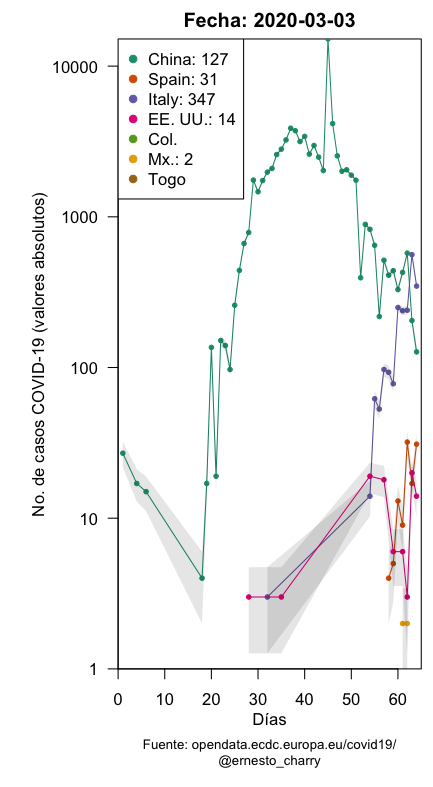 Fecha: 2020-03-03
China: 127
Spain: 31
Italy: 347
EE. UU.: 14
Col.
Mx.: 2
Togo
No. de casos COVID-19 (valores absolutos)
10000
1000
100
10
1
0 10 20 30 40 50 60
Días
Fuente: opendata.ecdc.europa.eu/covid19/
@ernesto_charry